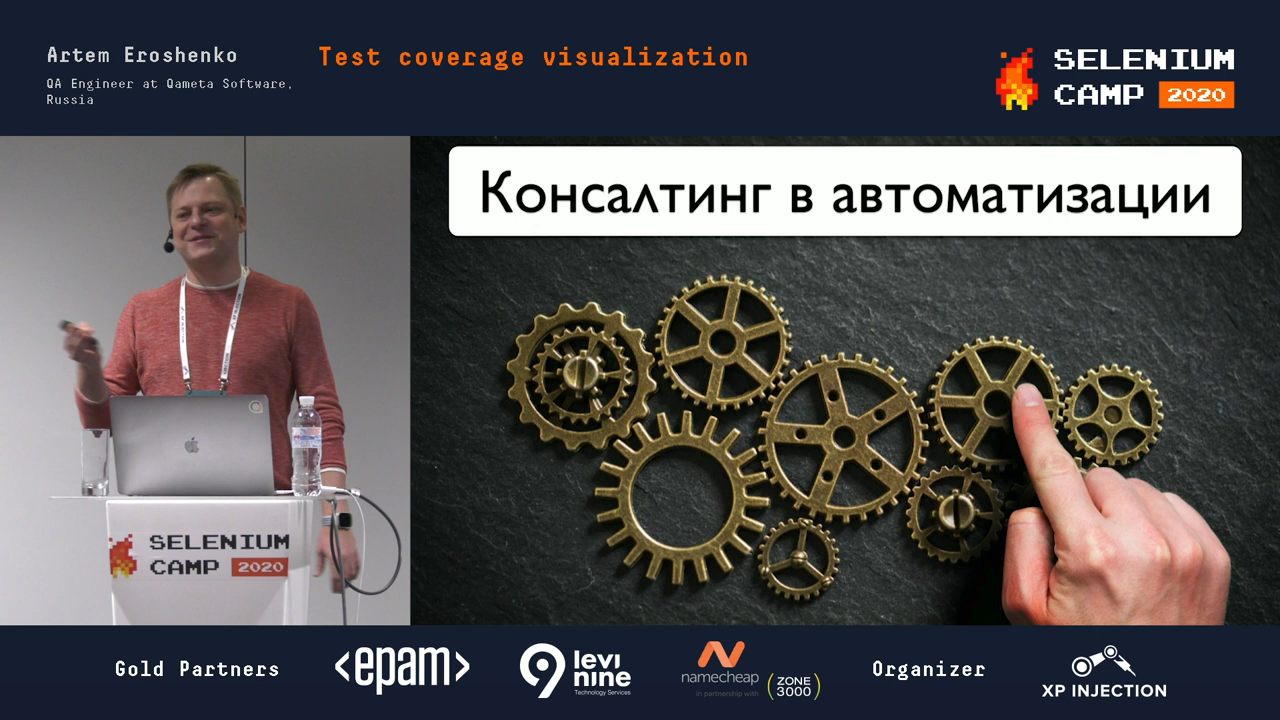 Artem Eroshenko
QA Engineer at Qameta Software,
Russia
Test coverage visualization
SELENIUM
CAMP 2020
Консалтинг в автоматизации
SELENIUM
CAMP 2020
Gold Partners
<epam>
9 levi
nine
Technology Services
namecheap
in partnership with
ZONE
3000
Organizer
XP INJECTION